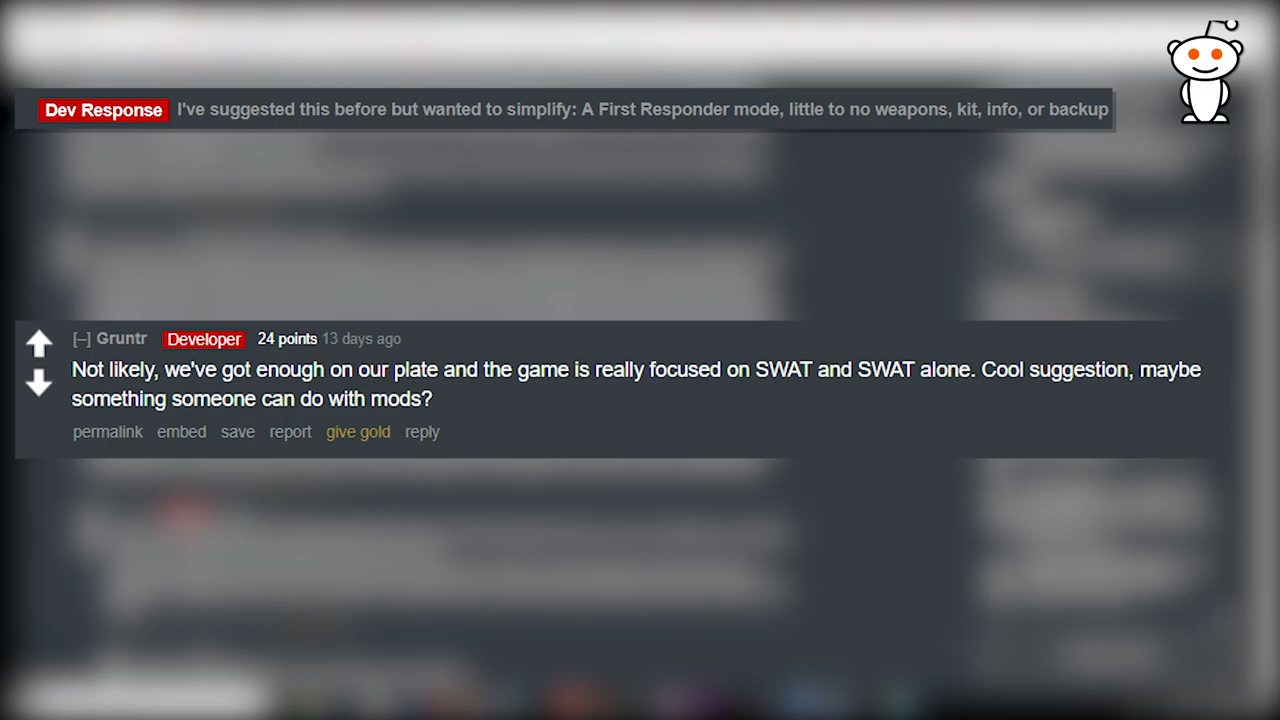 Dev Response I've suggested this before but wanted to simplify: A First Responder mode, little to no weapons, kit, info, or backup
[–] Gruntr Developer 24 points 13 days ago
Not likely, we've got enough on our plate and the game is really focused on SWAT and SWAT alone. Cool suggestion, maybe
something someone can do with mods?
permalink embed save report give gold reply